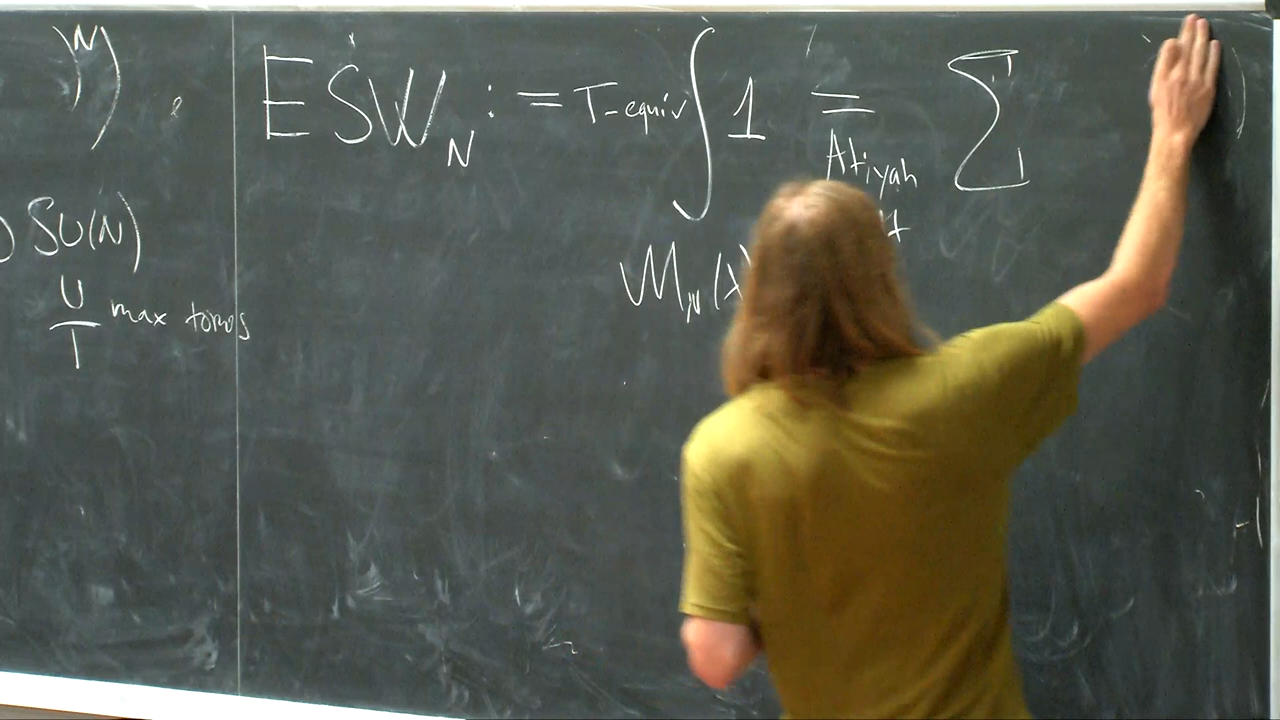 N)
SU(N)
U
T
max torus
ESW_N := T-equiv ∫ 1 = Σ
Atiyah
M_N(λ